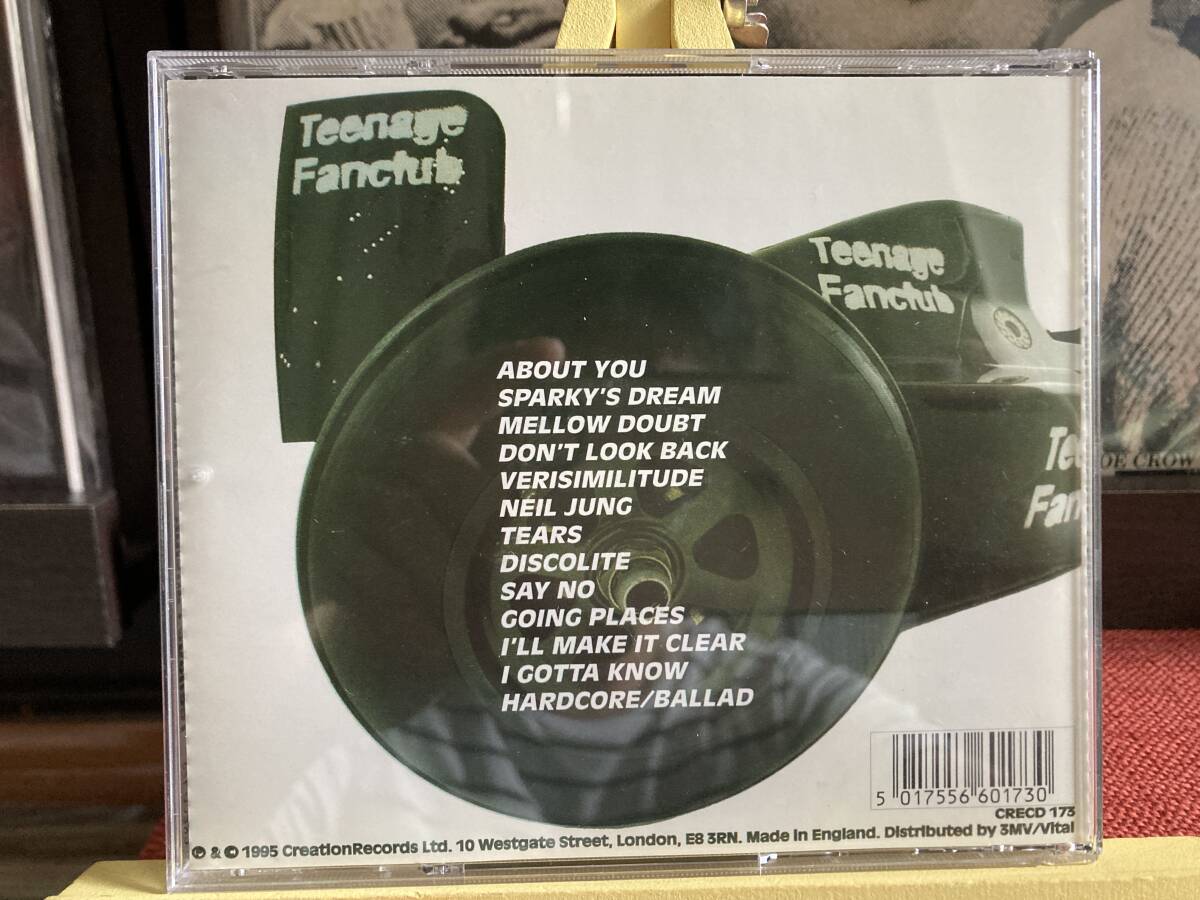 Teenage
Fanclub
Teenage
Fanclub
Te
Fan
OF CROW
ABOUT YOU
SPARKY'S DREAM
MELLOW DOUBT
DON'T LOOK BACK
VERISIMILITUDE
NEIL JUNG
TEARS
DISCOLITE
SAY NO
GOING PLACES
I'LL MAKE IT CLEAR
I GOTTA KNOW
HARDCORE/BALLAD
5 017556 601730
CRECD 173
℗ & © 1995 CreationRecords Ltd. 10 Westgate Street, London, E8 3RN. Made in England. Distributed by 3MV/Vital